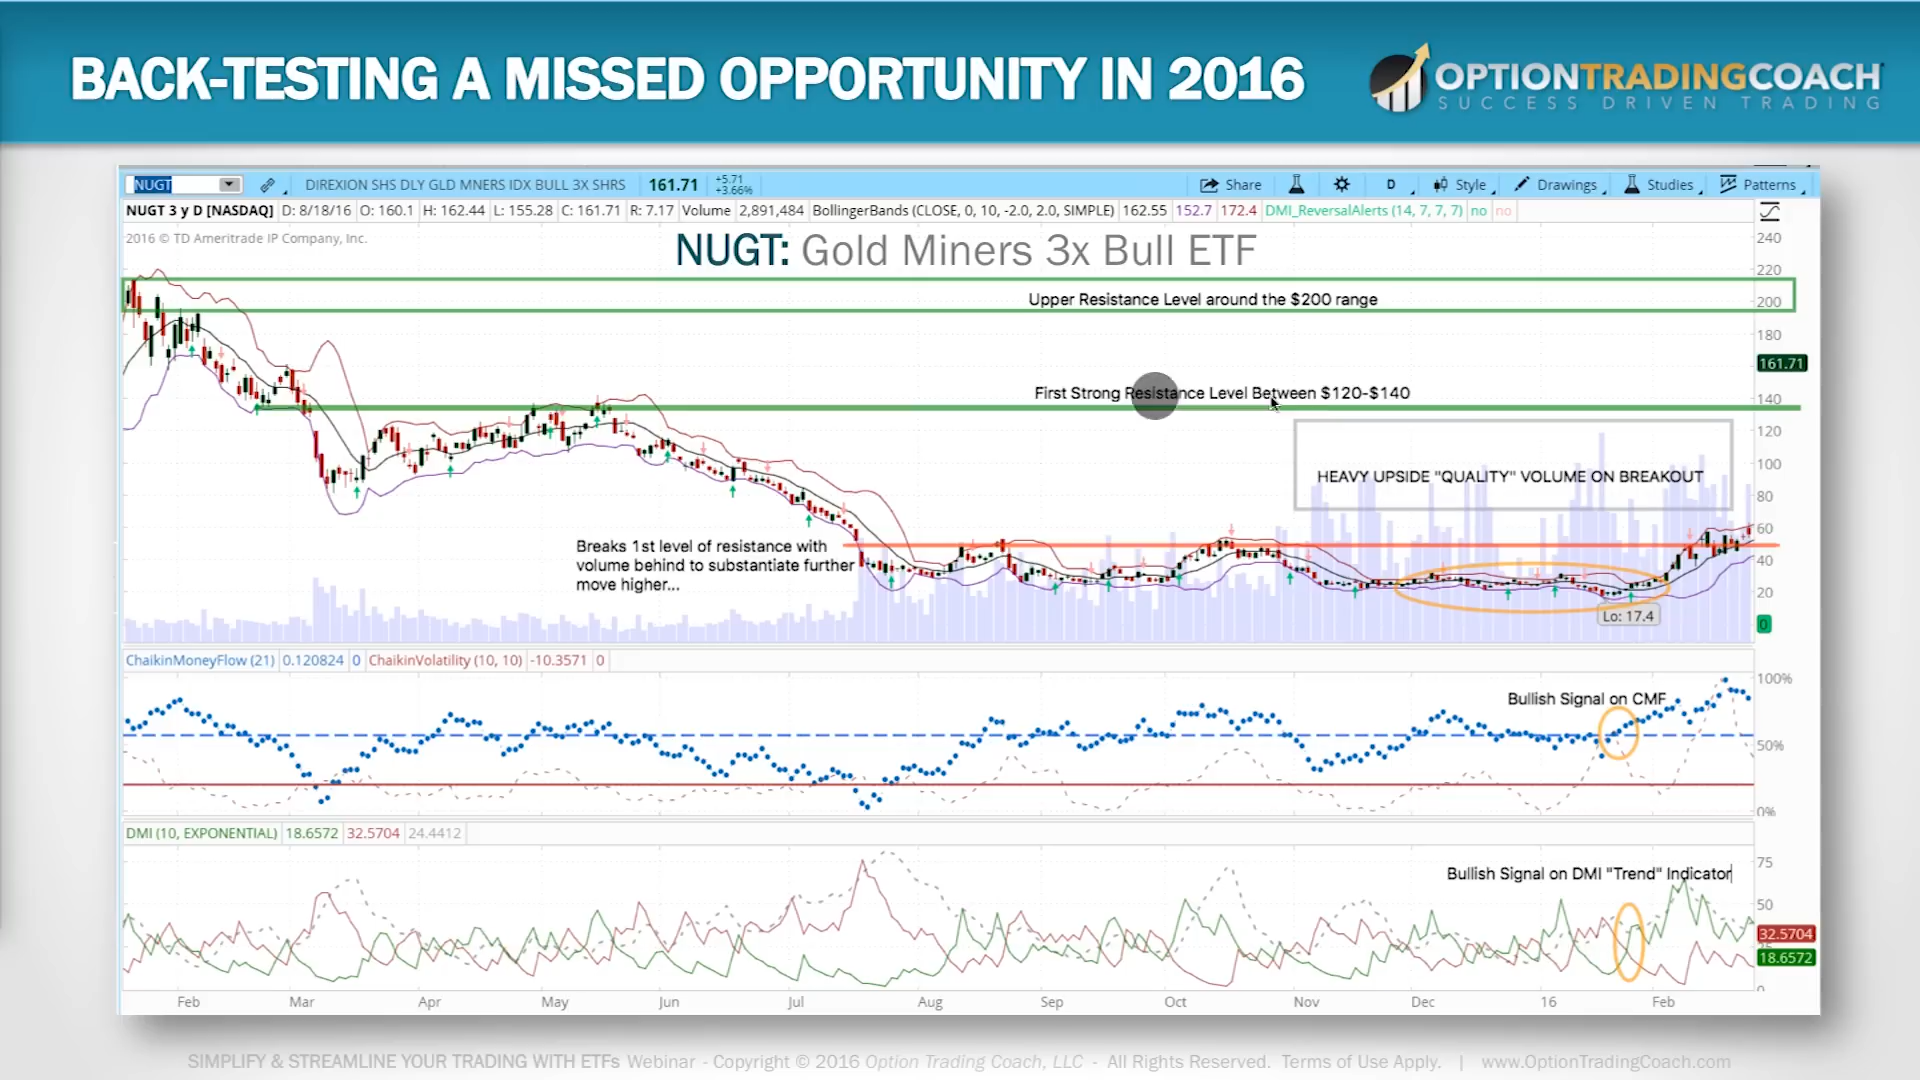 BACK-TESTING A MISSED OPPORTUNITY IN 2016
OPTIONTRADINGCOACH
SUCCESS DRIVEN TRADING
NUGT
DIREXION SHS DLY GLD MNERS IDX BULL 3X SHRS
161.71
+5.71
+3.66%
Share
D
Style
Drawings
Studies
Patterns
NUGT 3 y D [NASDAQ] D: 8/18/16 O: 160.1 H: 162.44 L: 155.28 C: 161.71 R: 7.17 Volume 2,891,484 BollingerBands (CLOSE, 0, 10, -2.0, 2.0, SIMPLE) 162.55 152.7 172.4 DMI_ReversalAlerts (14, 7, 7, 7) no no
2016 © TD Ameritrade IP Company, Inc.
NUGT: Gold Miners 3x Bull ETF
240
220
Upper Resistance Level around the $200 range
200
180
161.71
First Strong Resistance Level Between $120-$140
140
120
100
HEAVY UPSIDE "QUALITY" VOLUME ON BREAKOUT
80
60
Breaks 1st level of resistance with
volume behind to substantiate further
move higher...
40
20
Lo: 17.4
0
ChaikinMoneyFlow (21) 0.120824 0 ChaikinVolatility (10, 10) -10.3571 0
100%
Bullish Signal on CMF
50%
0%
DMI (10, EXPONENTIAL) 18.6572 32.5704 24.4412
75
Bullish Signal on DMI "Trend" Indicator
50
32.5704
18.6572
0
Feb Mar Apr May Jun Jul Aug Sep Oct Nov Dec 16 Feb
SIMPLIFY & STREAMLINE YOUR TRADING WITH ETFs Webinar - Copyright © 2016 Option Trading Coach, LLC - All Rights Reserved. Terms of Use Apply. | www.OptionTradingCoach.com